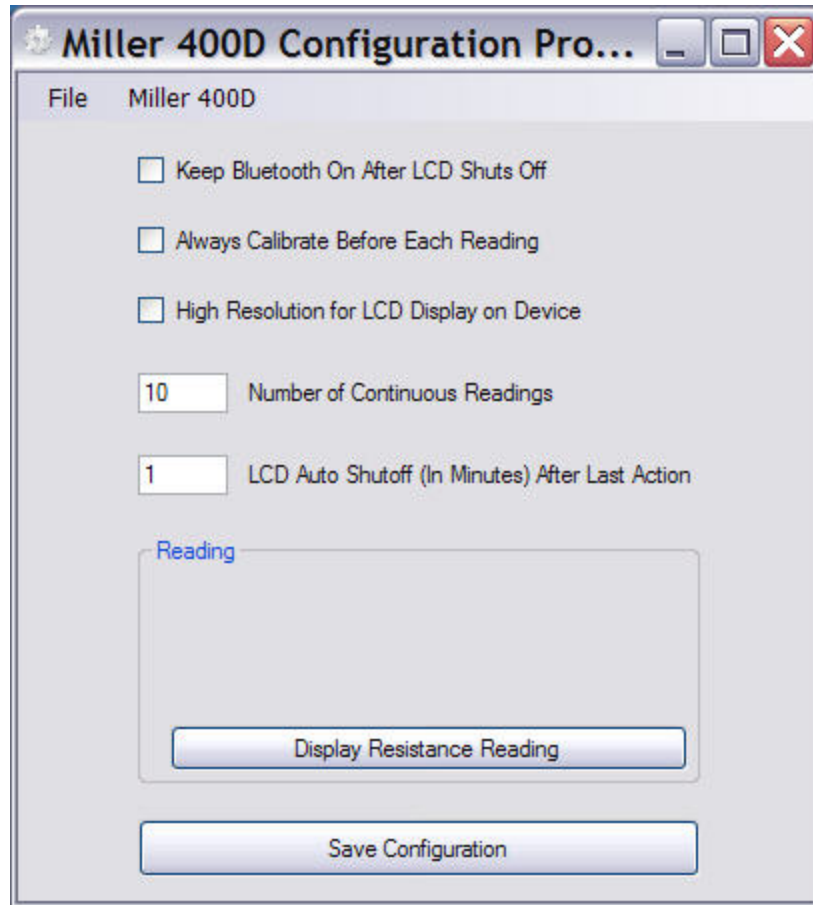 Miller 400D Configuration Pro...
File Miller 400D
Keep Bluetooth On After LCD Shuts Off
Always Calibrate Before Each Reading
High Resolution for LCD Display on Device
10 Number of Continuous Readings
1 LCD Auto Shutoff (In Minutes) After Last Action
Reading
Display Resistance Reading
Save Configuration